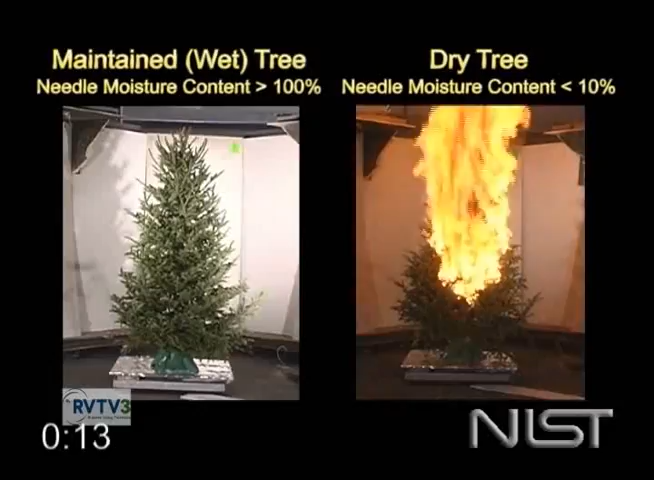 Maintained (Wet) Tree
Needle Moisture Content > 100%
Dry Tree
Needle Moisture Content < 10%
RVTV3
0:13
NIST